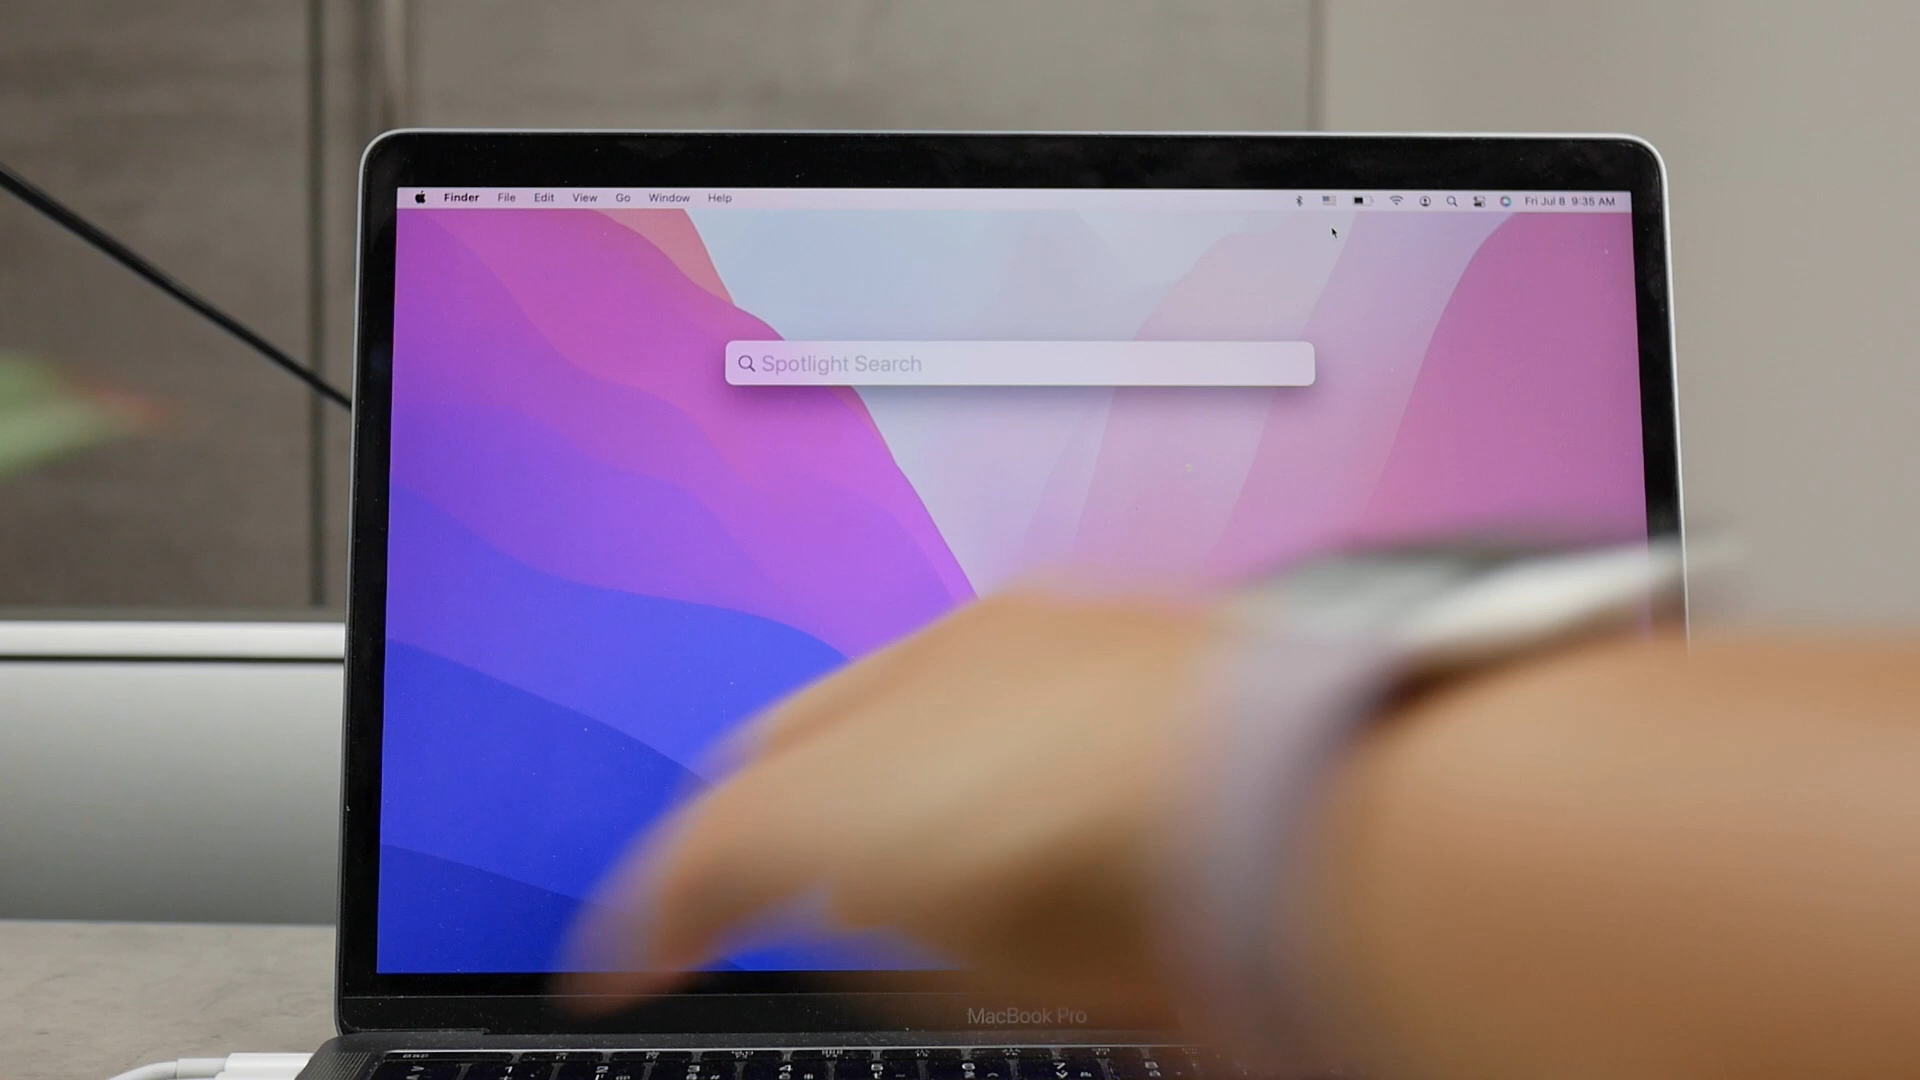 Finder File Edit View Go Window Help Fri Jul 8 9:35 AM
Spotlight Search
MacBook Pro